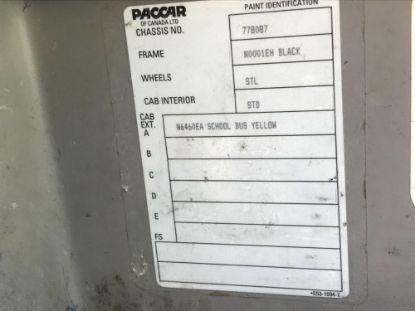 PACCAR PAINT IDENTIFICATION
OF CANADA LTD
CHASSIS NO. 778087
FRAME N0001EH BLACK
WHEELS STL
CAB INTERIOR STD
CAB
EXT.
A N6460EA SCHOOL BUS YELLOW
B
C
D
E
FS